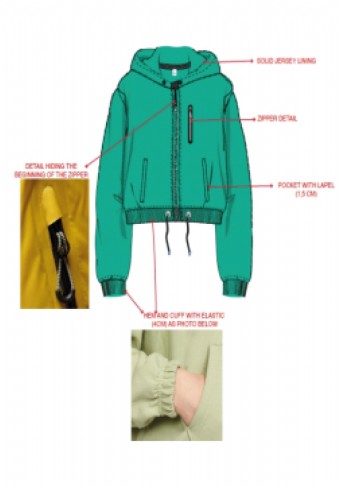 SOLID JERSEY LINING
ZIPPER DETAIL
DETAIL HIDING THE
BEGINNING OF THE ZIPPER
POCKET WITH LAPEL
(1,5 CM)
HEM AND CUFF WITH ELASTIC
(4CM) AS PHOTO BELOW